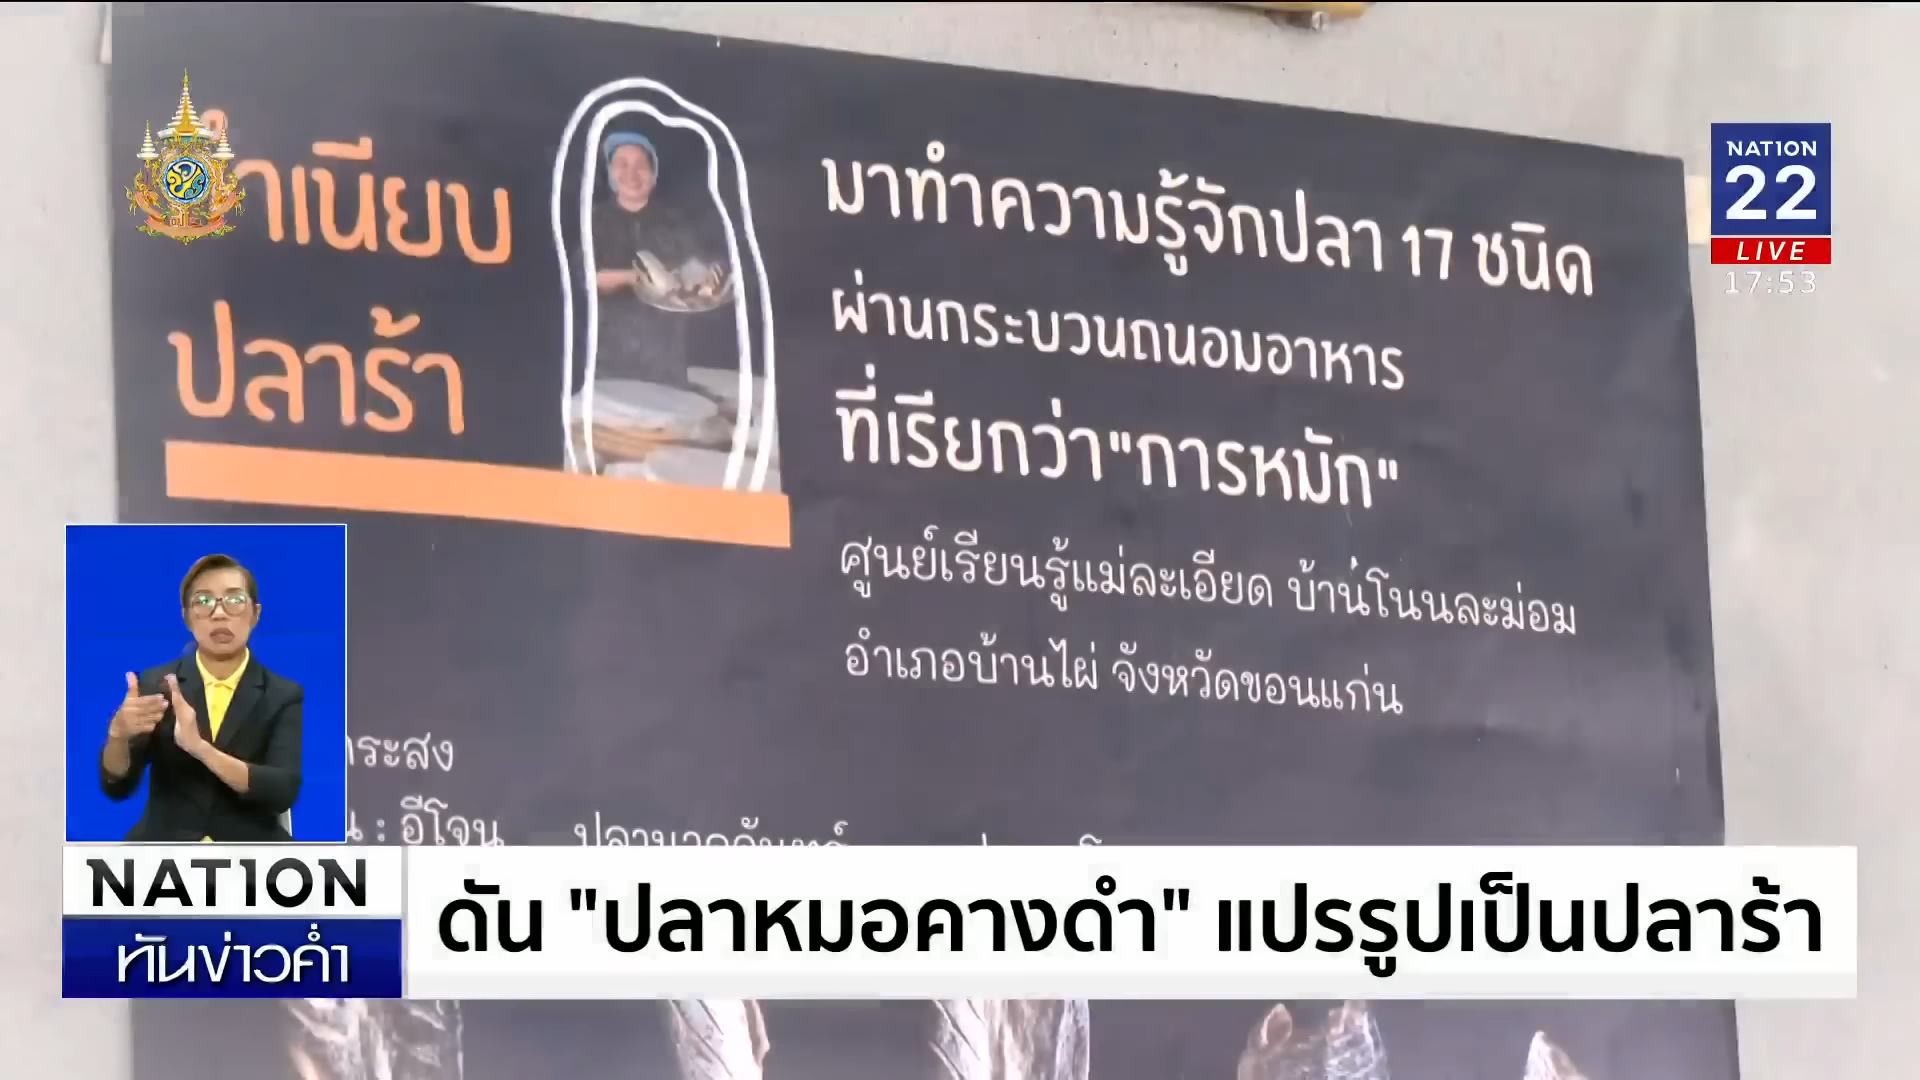 ทำเนียบ
ปลาร้า
มาทำความรู้จักปลา 17 ชนิด
ผ่านกระบวนถนอมอาหาร
ที่เรียกว่า"การหมัก"
ศูนย์เรียนรู้แม่ละเอียด บ้านโนนละม่อม
อำเภอบ้านไผ่ จังหวัดขอนแก่น
NATION
22
LIVE
17:53
: อีโจน
NATION
ทันข่าวค่ำ
ดัน "ปลาหมอคางดำ" แปรรูปเป็นปลาร้า